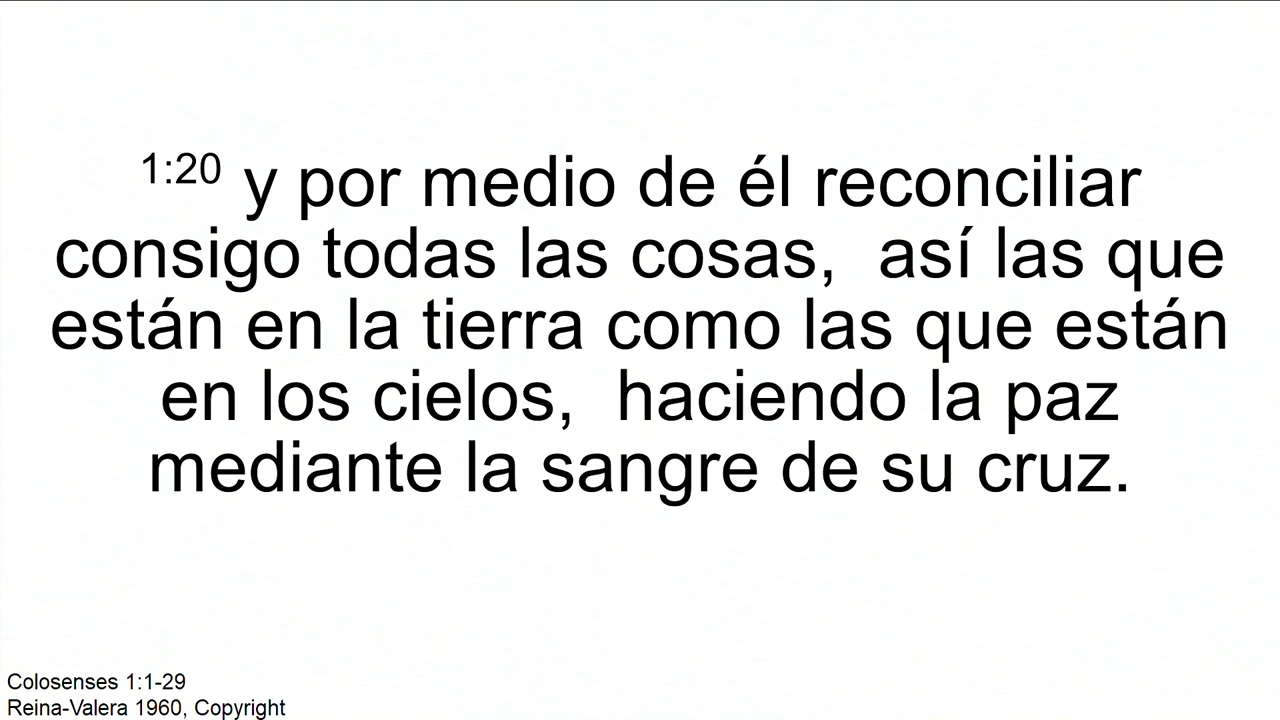 1:20 y por medio de él reconciliar
consigo todas las cosas,  así las que
están en la tierra como las que están
en los cielos,  haciendo la paz
mediante la sangre de su cruz.
Colosenses 1:1-29
Reina-Valera 1960, Copyright